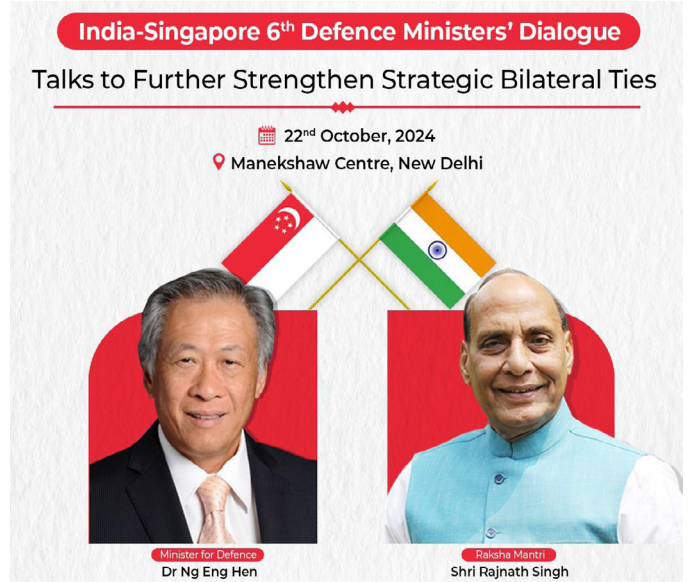 India-Singapore 6th Defence Ministers' Dialogue
Talks to Further Strengthen Strategic Bilateral Ties
22nd October, 2024
Manekshaw Centre, New Delhi
Minister for Defence
Dr Ng Eng Hen
Raksha Mantri
Shri Rajnath Singh